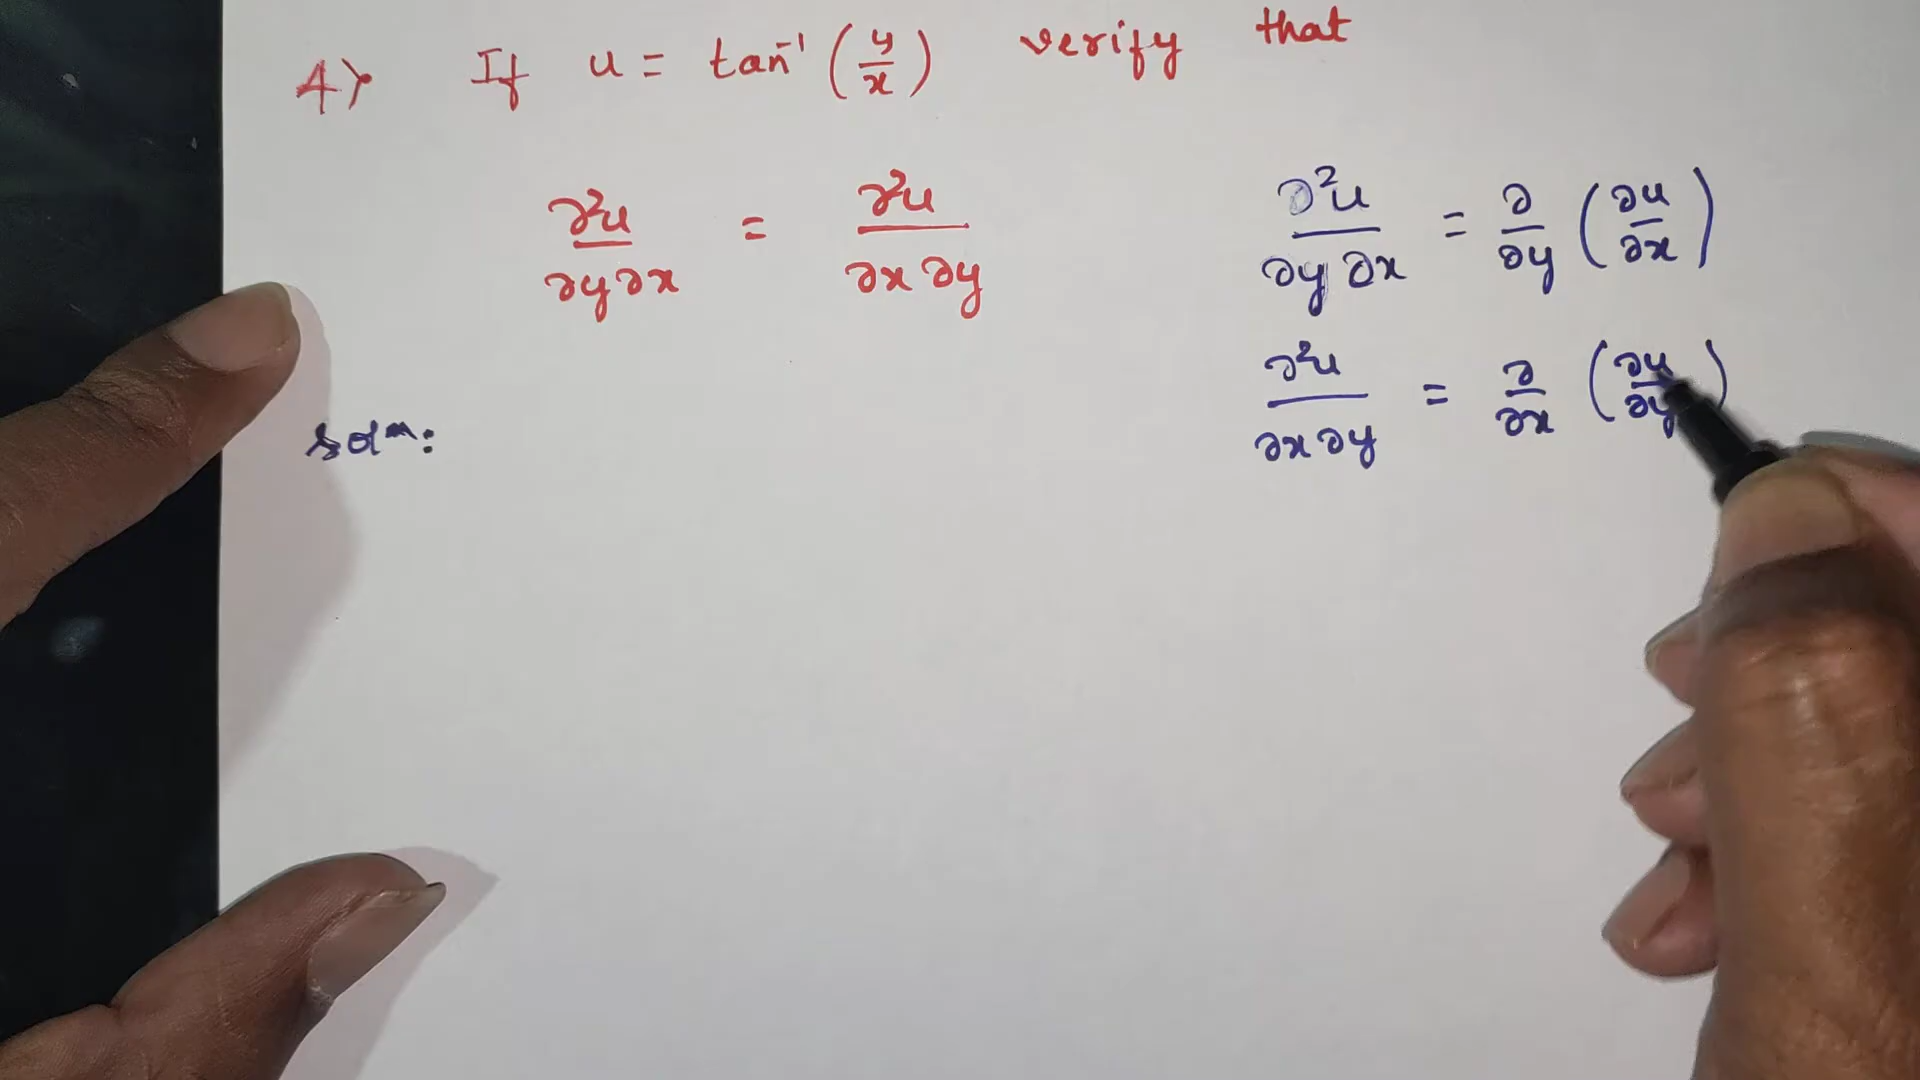 4) If u = tan⁻¹ (y/x) verify that
∂²u/∂y∂x = ∂²u/∂x∂y
∂²u/∂y∂x = ∂/∂y (∂u/∂x)
∂²u/∂x∂y = ∂/∂x (∂u/∂y)
soln: